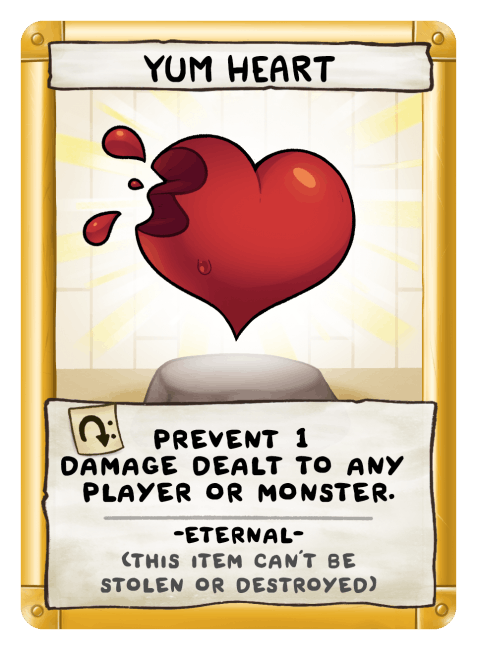 YUM HEART
PREVENT 1
DAMAGE DEALT TO ANY
PLAYER OR MONSTER.
-ETERNAL-
(THIS ITEM CAN'T BE
STOLEN OR DESTROYED)